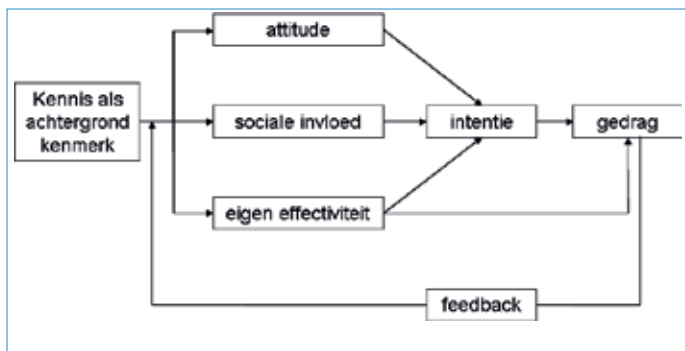 attitude
Kennis als
achtergrond
kenmerk
sociale invloed
intentie
gedrag
eigen effectiviteit
feedback